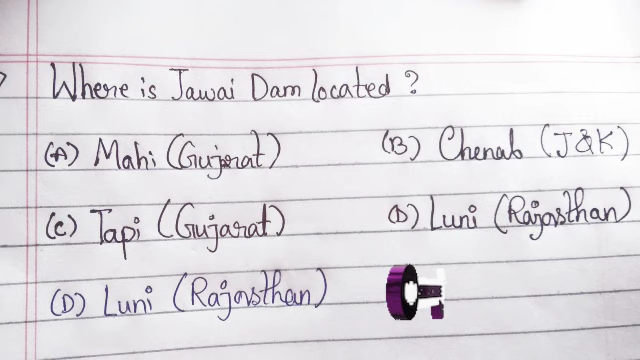 Where is Jawai Dam located ?
(A) Mahi (Gujarat) (B) Chenab (J&K)
(C) Tapi (Gujarat) (D) Luni (Rajasthan)
(D) Luni (Rajasthan)